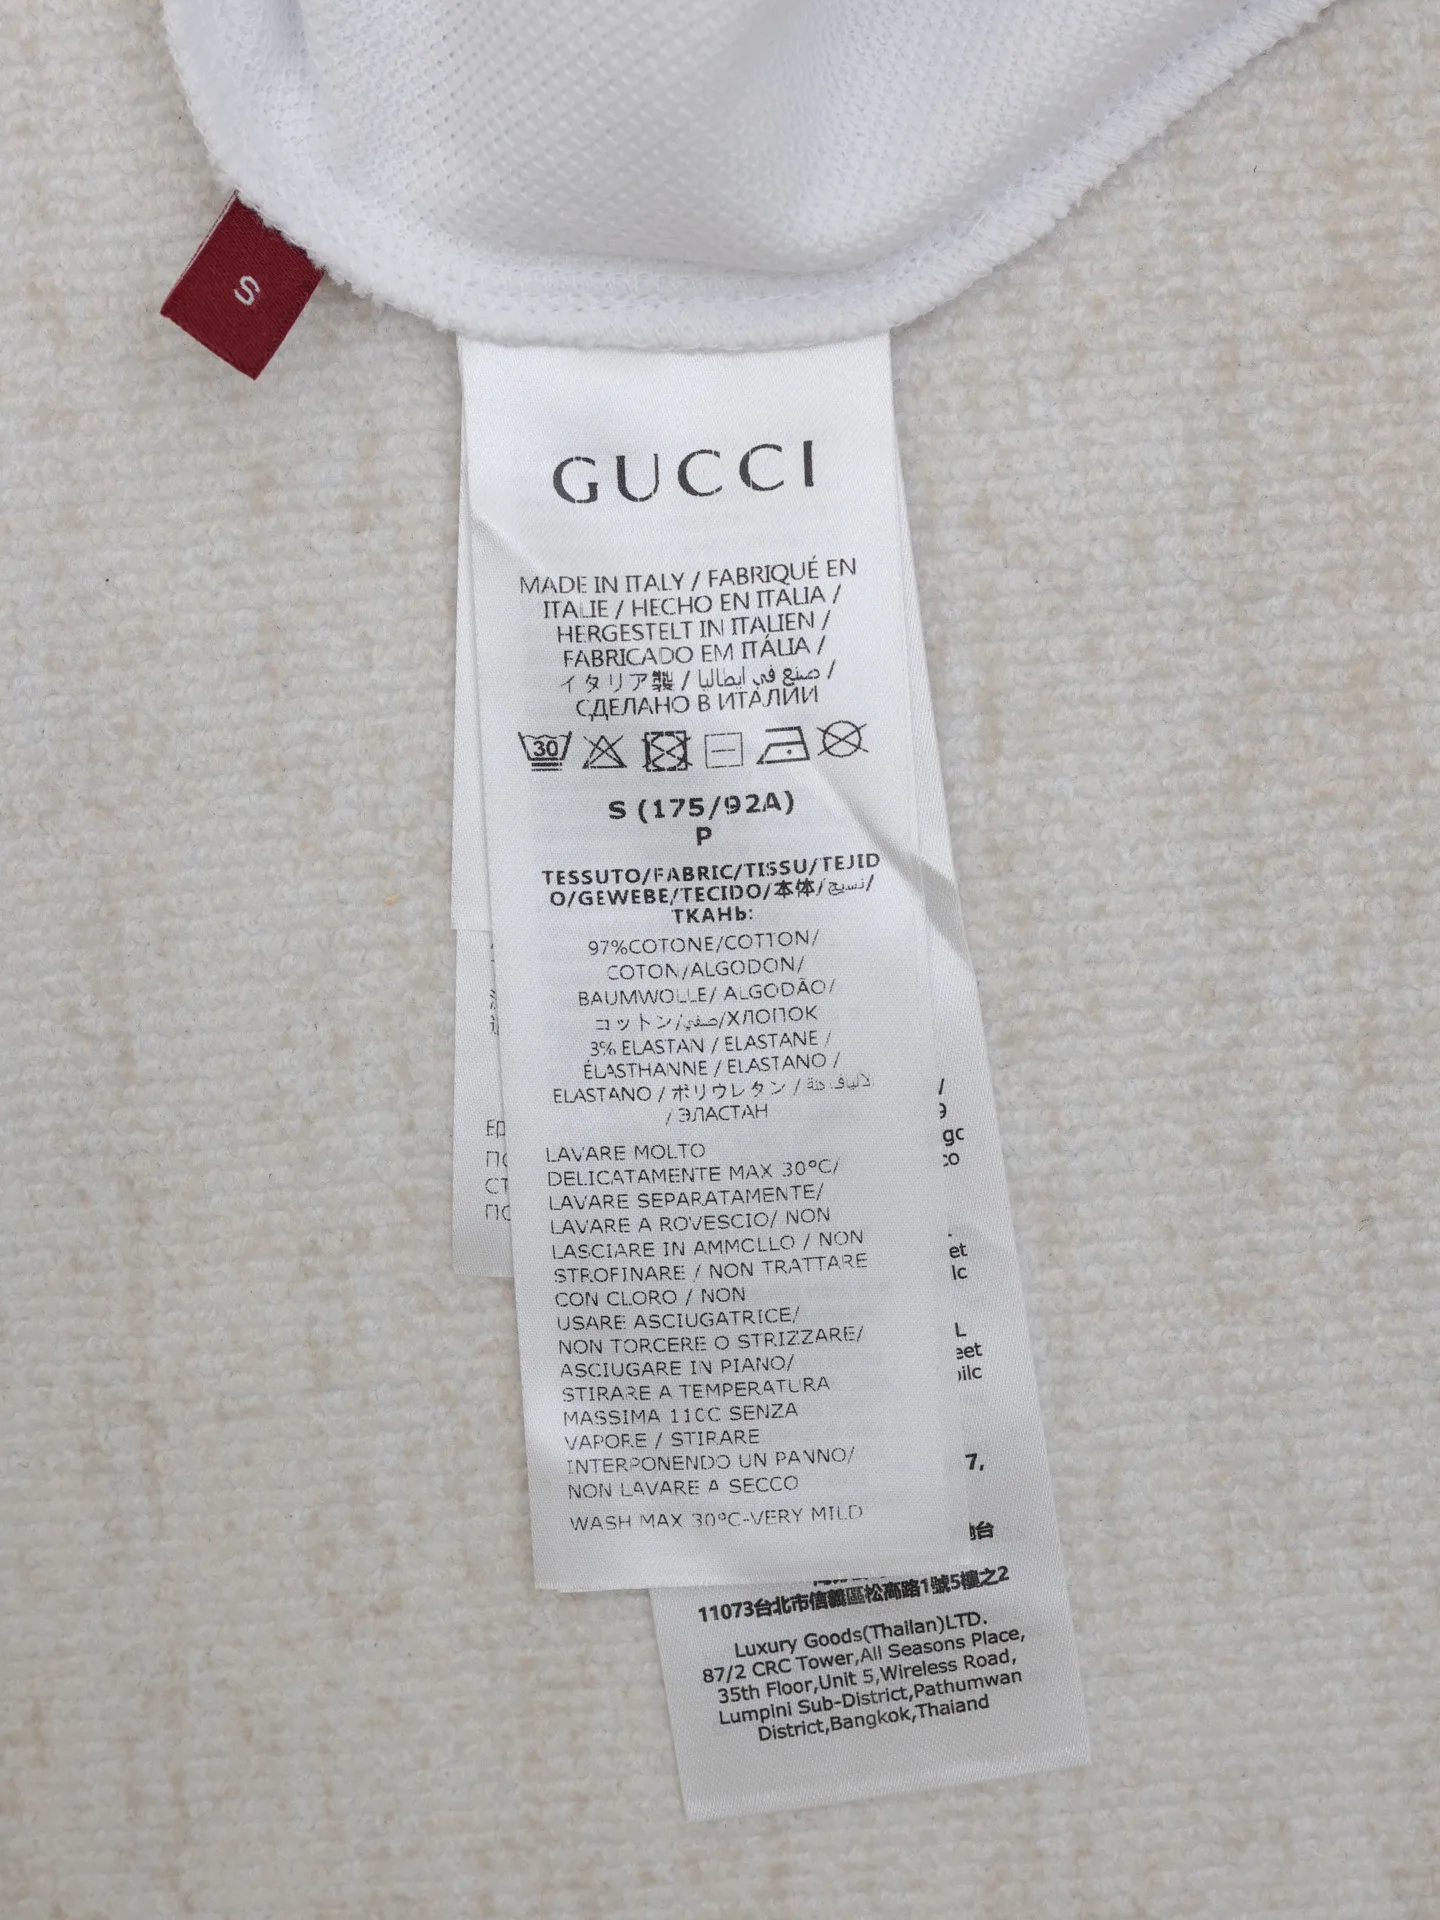 S
GUCCI
MADE IN ITALY / FABRIQUÉ EN
ITALIE / HECHO EN ITALIA /
HERGESTELT IN ITALIEN /
FABRICADO EM ITÁLIA /
イタリア製 / صنع في ايطاليا /
СДЕЛАНО В ИТАЛИИ
30
S (175/92A)
P
TESSUTO/FABRIC/TISSU/TEJID
O/GEWEBE/TECIDO/本体/نسيج/
ТКАНЬ:
97%COTONE/COTTON/
COTON/ALGODON/
BAUMWOLLE/ ALGODÃO/
コットン/صفي/ХЛОПОК
3% ELASTAN / ELASTANE /
ÉLASTHANNE / ELASTANO /
ELASTANO / ポリウレタン /
/ ЭЛАСТАН
LAVARE MOLTO
DELICATAMENTE MAX 30°C/
LAVARE SEPARATAMENTE/
LAVARE A ROVESCIO/ NON
LASCIARE IN AMMOLLO / NON
STROFINARE / NON TRATTARE
CON CLORO / NON
USARE ASCIUGATRICE/
NON TORCERE O STRIZZARE/
ASCIUGARE IN PIANO/
STIRARE A TEMPERATURA
MASSIMA 110C SENZA
VAPORE / STIRARE
INTERPONENDO UN PANNO/
NON LAVARE A SECCO
WASH MAX 30°C-VERY MILD
gc
et
lc
L
eet
7,
台
11073台北市信義區松高路1號5樓之2
Luxury Goods(Thailan)LTD.
87/2 CRC Tower,All Seasons Place,
35th Floor,Unit 5,Wireless Road,
Lumpini Sub-District,Pathumwan
District,Bangkok,Thaiand